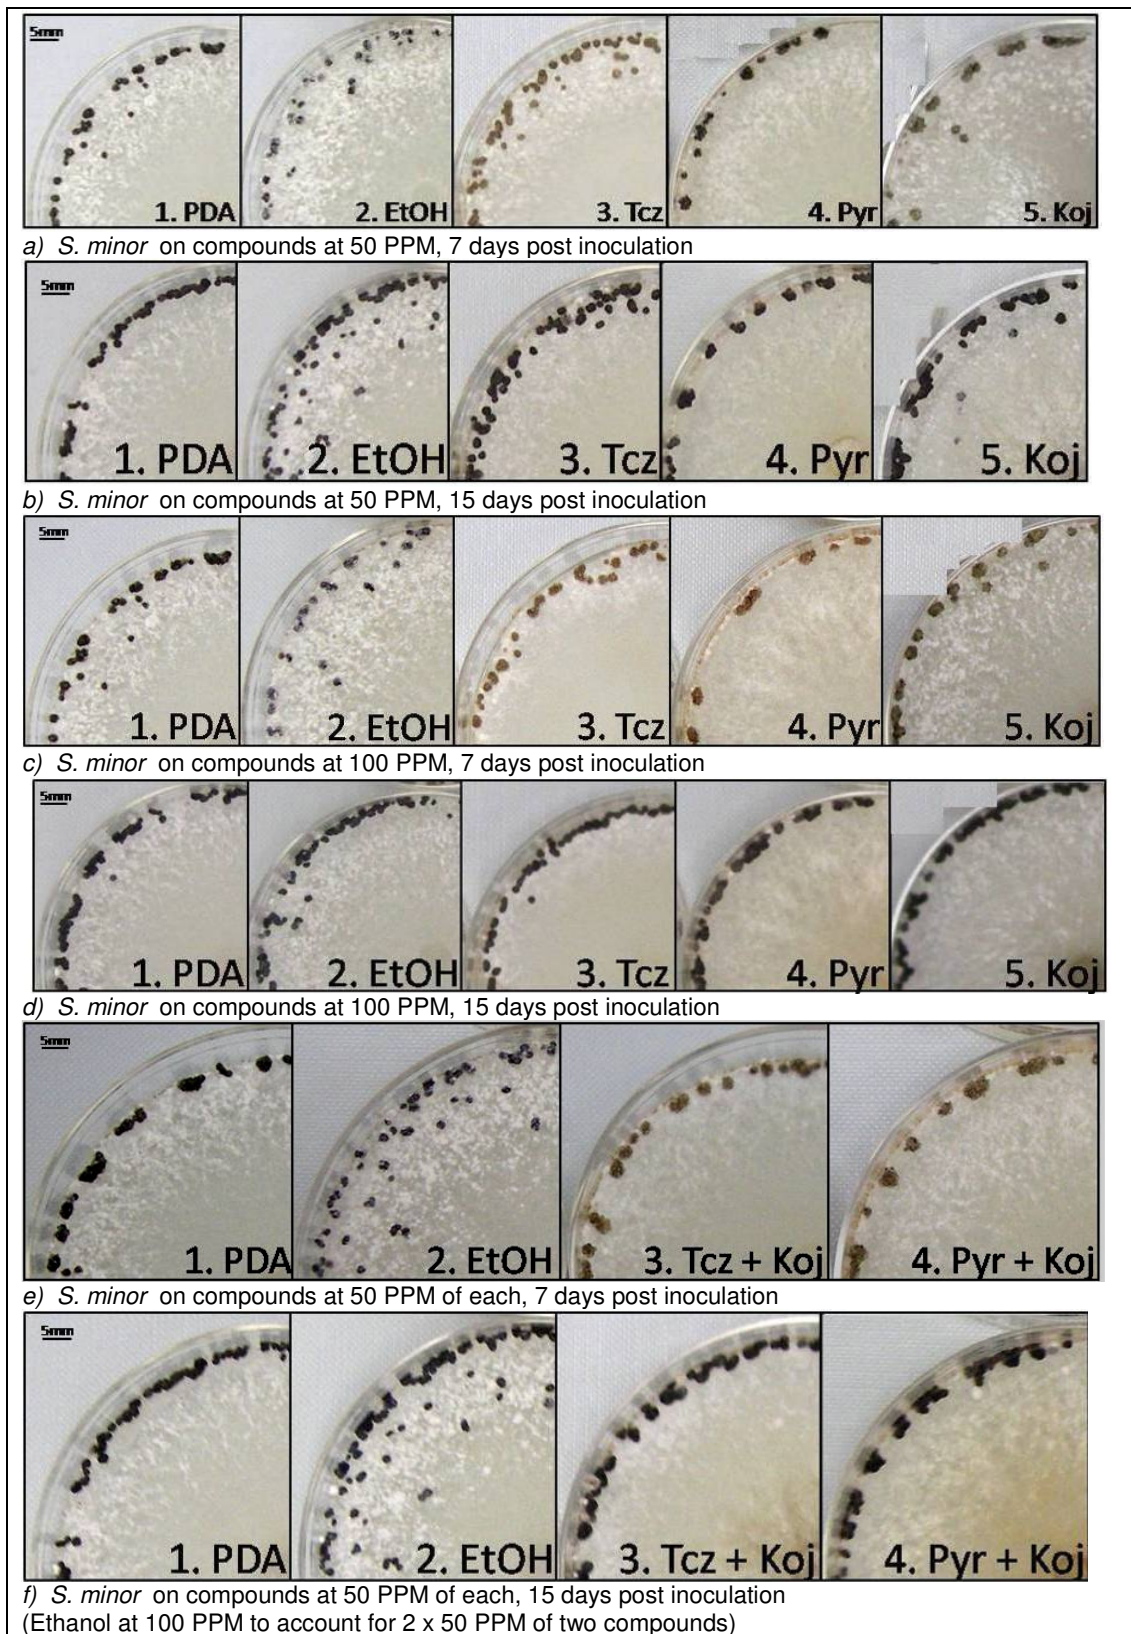 5mm
1. PDA 2. EtOH 3. Tcz 4. Pyr 5. Koj
a) S. minor on compounds at 50 PPM, 7 days post inoculation
5mm
1. PDA 2. EtOH 3. Tcz 4. Pyr 5. Koj
b) S. minor on compounds at 50 PPM, 15 days post inoculation
5mm
1. PDA 2. EtOH 3. Tcz 4. Pyr 5. Koj
c) S. minor on compounds at 100 PPM, 7 days post inoculation
5mm
1. PDA 2. EtOH 3. Tcz 4. Pyr 5. Koj
d) S. minor on compounds at 100 PPM, 15 days post inoculation
5mm
1. PDA 2. EtOH 3. Tcz + Koj 4. Pyr + Koj
e) S. minor on compounds at 50 PPM of each, 7 days post inoculation
5mm
1. PDA 2. EtOH 3. Tcz + Koj 4. Pyr + Koj
f) S. minor on compounds at 50 PPM of each, 15 days post inoculation
(Ethanol at 100 PPM to account for 2 x 50 PPM of two compounds)